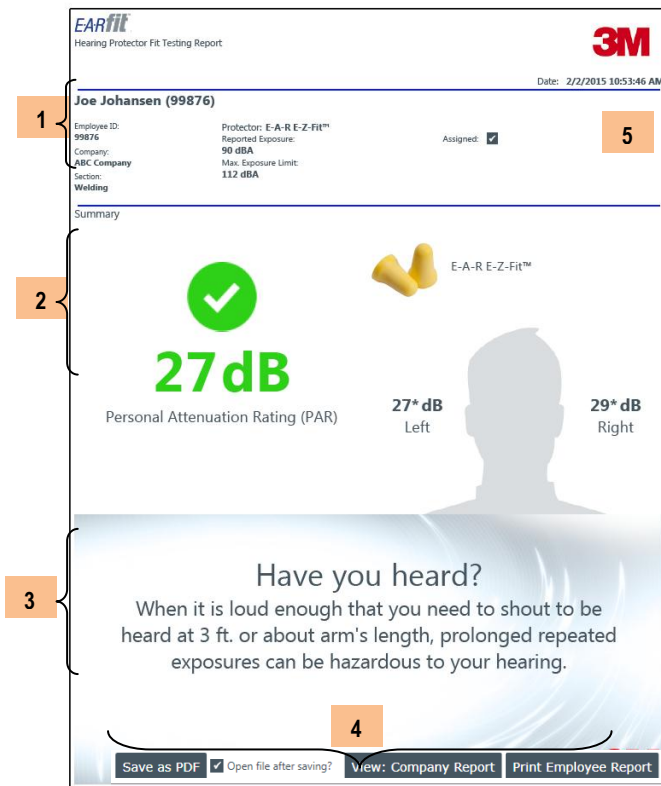 E·A·Rfit
Hearing Protector Fit Testing Report
3M
Date: 2/2/2015 10:53:46 AM
1
Joe Johansen (99876)
5
Employee ID:
99876
Company:
ABC Company
Section:
Welding
Protector: E-A-R E-Z-Fit™
Reported Exposure:
90 dBA
Max. Exposure Limit:
112 dBA
Assigned:
Summary
2
E-A-R E-Z-Fit™
27 dB
Personal Attenuation Rating (PAR)
27* dB
Left
29* dB
Right
3
Have you heard?
When it is loud enough that you need to shout to be
heard at 3 ft. or about arm's length, prolonged repeated
exposures can be hazardous to your hearing.
4
Save as PDF
Open file after saving?
View: Company Report
Print Employee Report